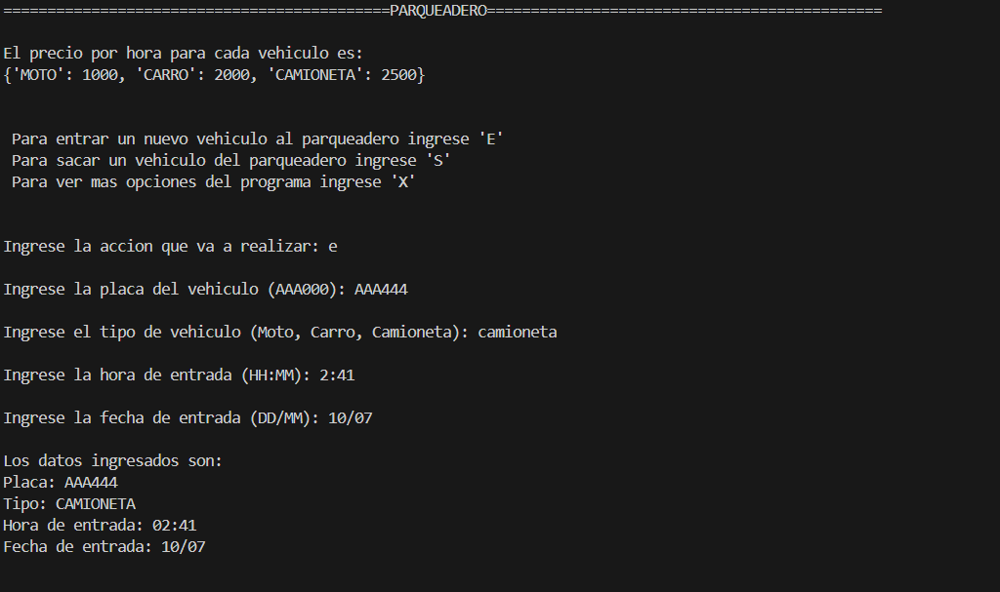 ============================================PARQUEADERO=============================================
El precio por hora para cada vehiculo es:
{'MOTO': 1000, 'CARRO': 2000, 'CAMIONETA': 2500}
Para entrar un nuevo vehiculo al parqueadero ingrese 'E'
Para sacar un vehiculo del parqueadero ingrese 'S'
Para ver mas opciones del programa ingrese 'X'
Ingrese la accion que va a realizar: e
Ingrese la placa del vehiculo (AAA000): AAA444
Ingrese el tipo de vehiculo (Moto, Carro, Camioneta): camioneta
Ingrese la hora de entrada (HH:MM): 2:41
Ingrese la fecha de entrada (DD/MM): 10/07
Los datos ingresados son:
Placa: AAA444
Tipo: CAMIONETA
Hora de entrada: 02:41
Fecha de entrada: 10/07